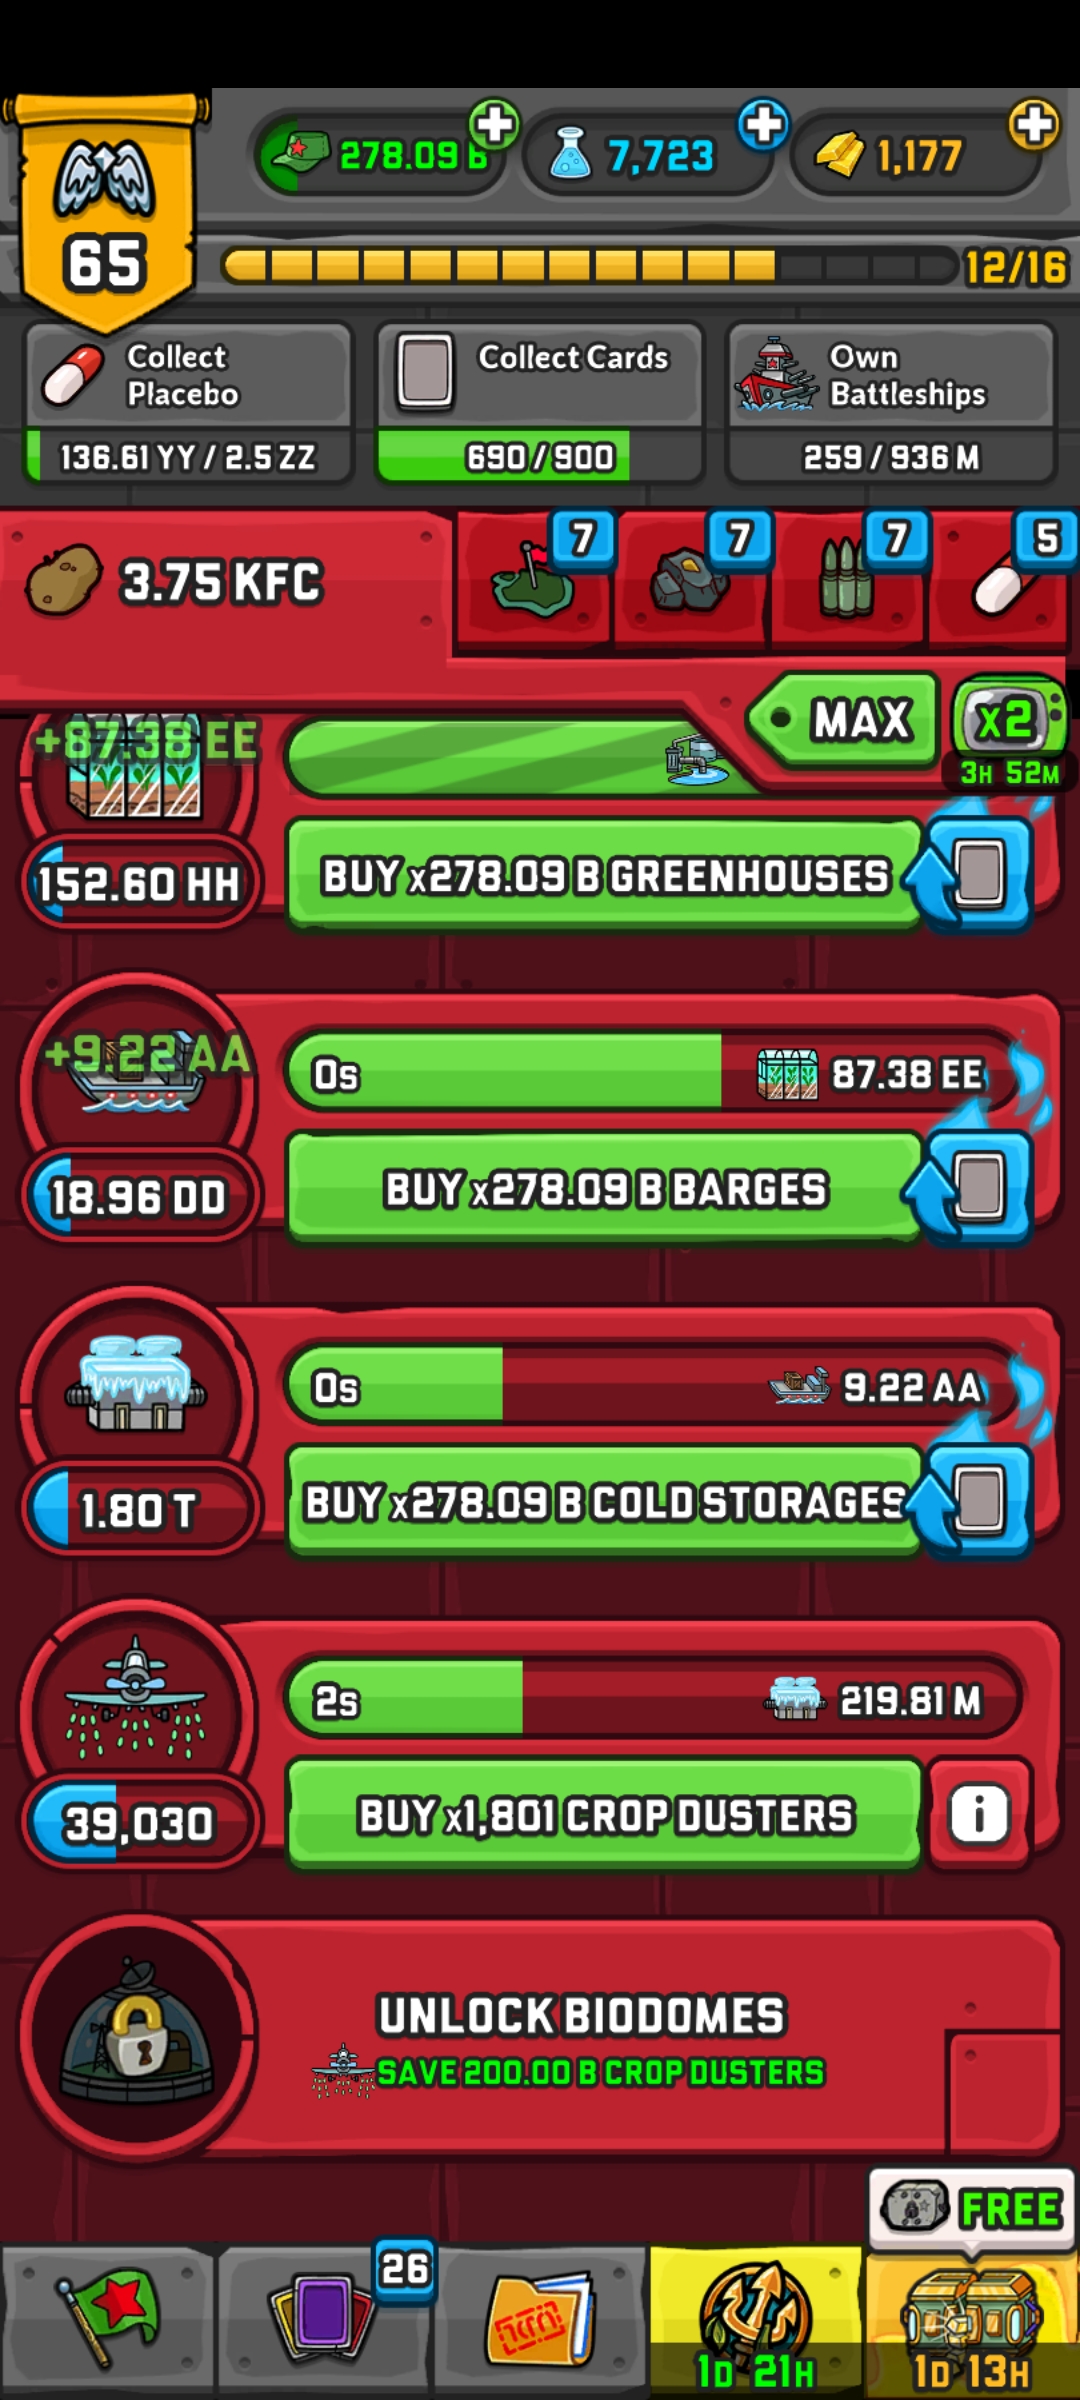 278.09 B
7,723
1,177
65
12/16
Collect
Placebo
Collect Cards
Own
Battleships
136.61 YY / 2.5 ZZ
690 / 900
259 / 936 M
3.75 KFC
7
7
7
5
MAX
x2
3H 52M
+87.38 EE
152.60 HH
BUY x278.09 B GREENHOUSES
+9.22 AA
0s
87.38 EE
18.96 DD
BUY x278.09 B BARGES
0s
9.22 AA
1.80 T
BUY x278.09 B COLD STORAGES
2s
219.81 M
39,030
BUY x1,801 CROP DUSTERS
i
UNLOCK BIODOMES
SAVE 200.00 B CROP DUSTERS
FREE
26
1D 21H
1D 13H